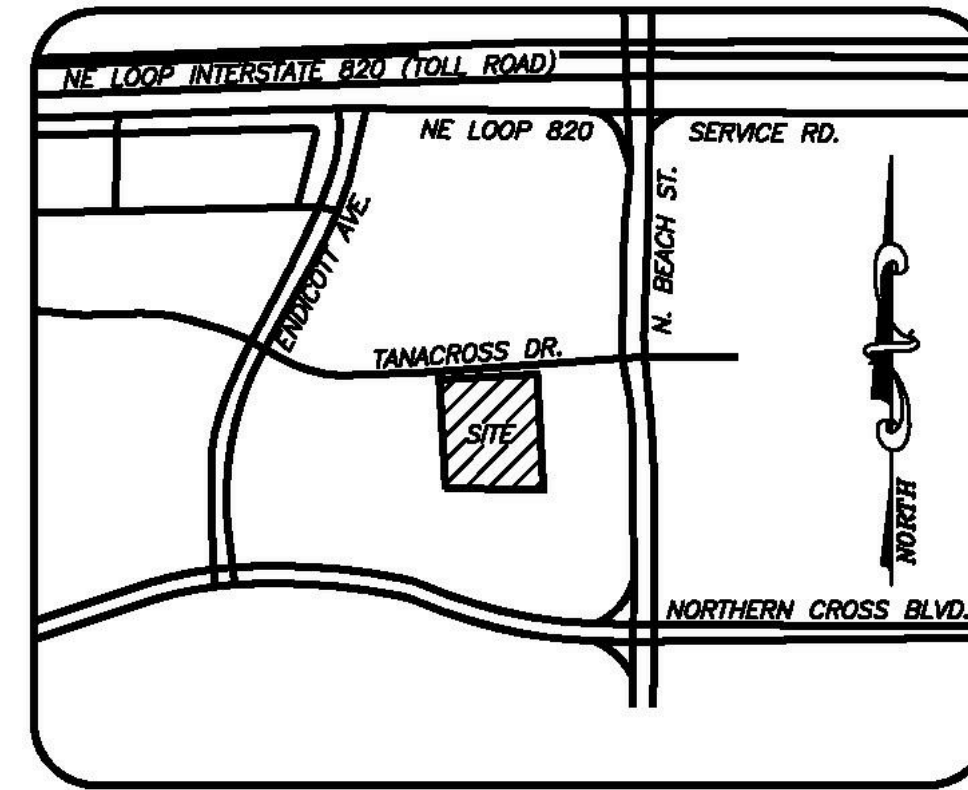 NE LOOP INTERSTATE 820 (TOLL ROAD)
NE LOOP 820
SERVICE RD.
ENDICOTT AVE.
N. BEACH ST.
TANACROSS DR.
SITE
NORTH
NORTHERN CROSS BLVD.